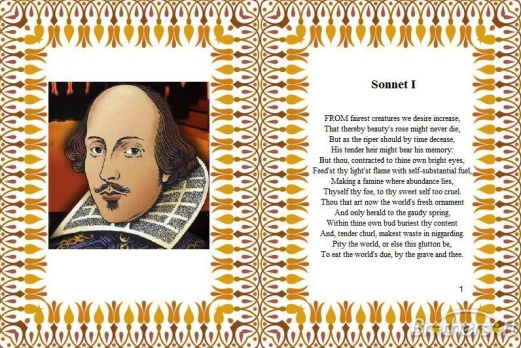 Sonnet I
FROM fairest creatures we desire increase,
That thereby beauty's rose might never die,
But as the riper should by time decease,
His tender heir might bear his memory:
But thou, contracted to thine own bright eyes,
Feed'st thy light'st flame with self-substantial fuel,
Making a famine where abundance lies,
Thyself thy foe, to thy sweet self too cruel.
Thou that art now the world's fresh ornament
And only herald to the gaudy spring,
Within thine own bud buriest thy content
And, tender churl, makest waste in niggarding.
Pity the world, or else this glutton be,
To eat the world's due, by the grave and thee.
1
Brothersoft